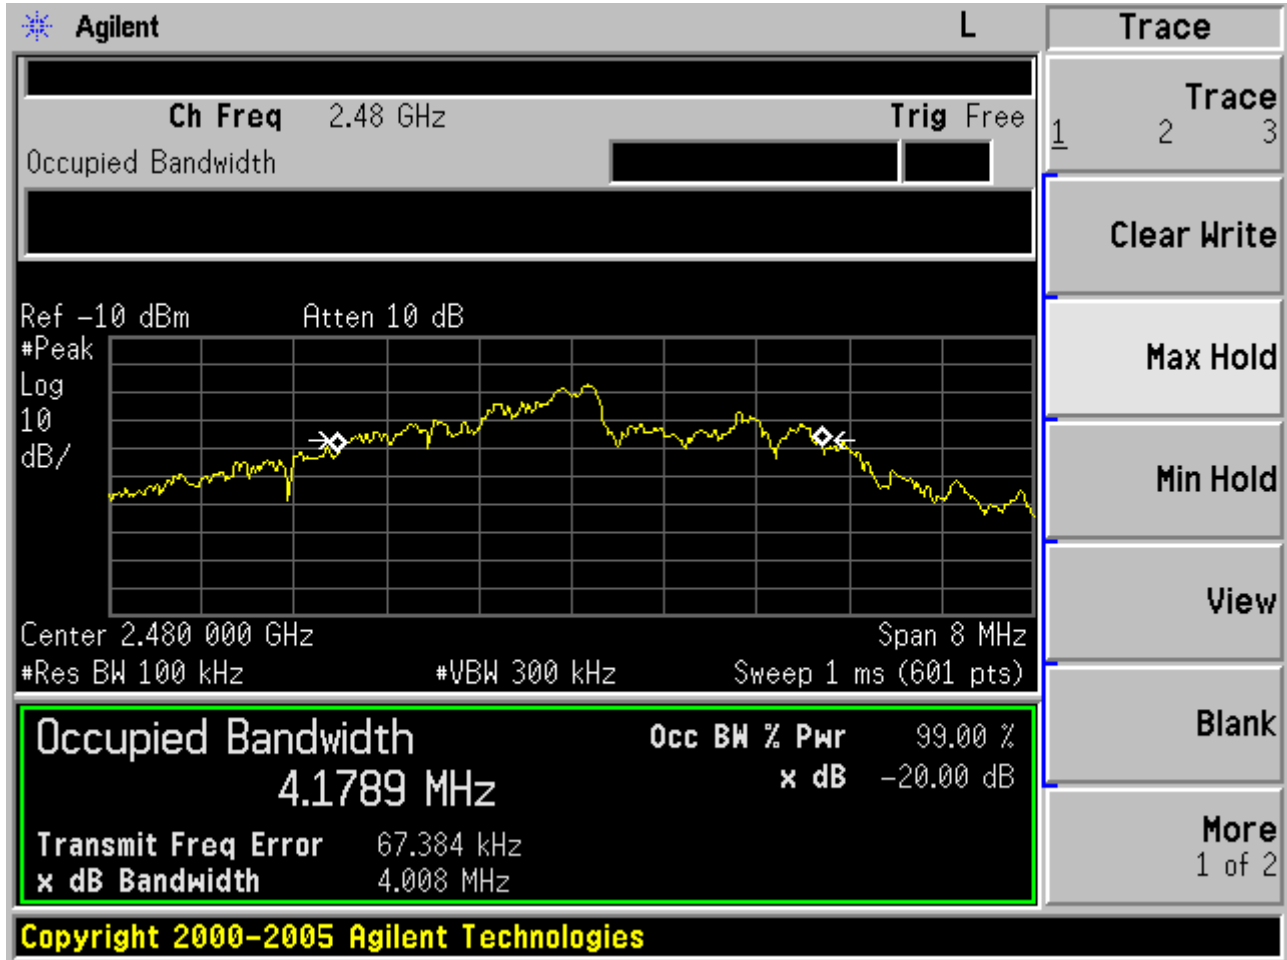 Agilent L Trace
Ch Freq 2.48 GHz Trig Free
Occupied Bandwidth
Trace
1 2 3
Clear Write
Max Hold
Min Hold
View
Blank
More
1 of 2
Ref -10 dBm Atten 10 dB
#Peak
Log
10
dB/
Center 2.480 000 GHz Span 8 MHz
#Res BW 100 kHz #VBW 300 kHz Sweep 1 ms (601 pts)
Occupied Bandwidth
4.1789 MHz
Occ BW % Pwr 99.00 %
x dB -20.00 dB
Transmit Freq Error 67.384 kHz
x dB Bandwidth 4.008 MHz
Copyright 2000-2005 Agilent Technologies